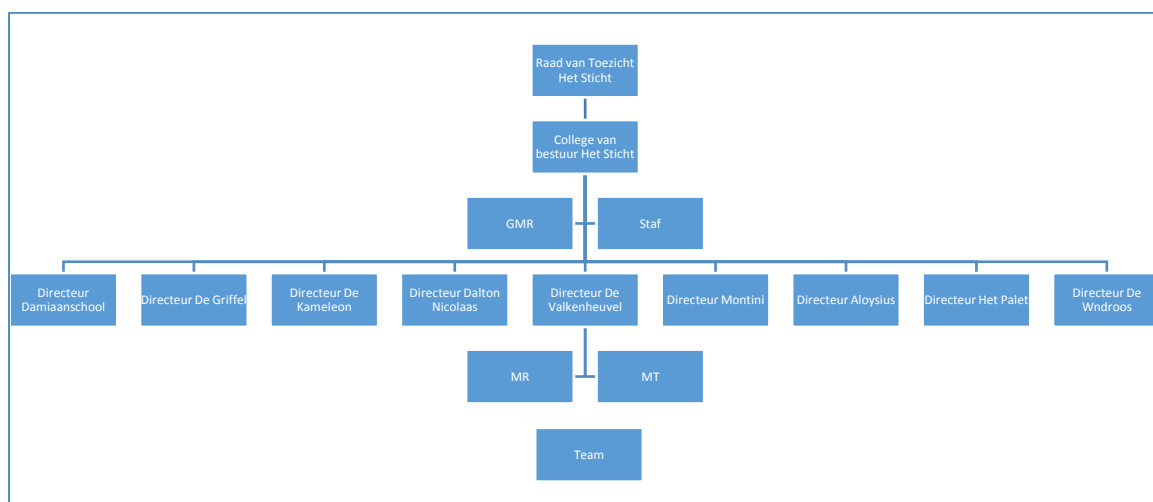 Raad van Toezicht
Het Sticht
College van
bestuur Het Sticht
GMR
Staf
Directeur
Damiaanschool
Directeur De Griffel
Directeur De
Kameleon
Directeur Dalton
Nicolaas
Directeur De
Valkenheuvel
Directeur Montini
Directeur Aloysius
Directeur Het Palet
Directeur De
Wndroos
MR
MT
Team